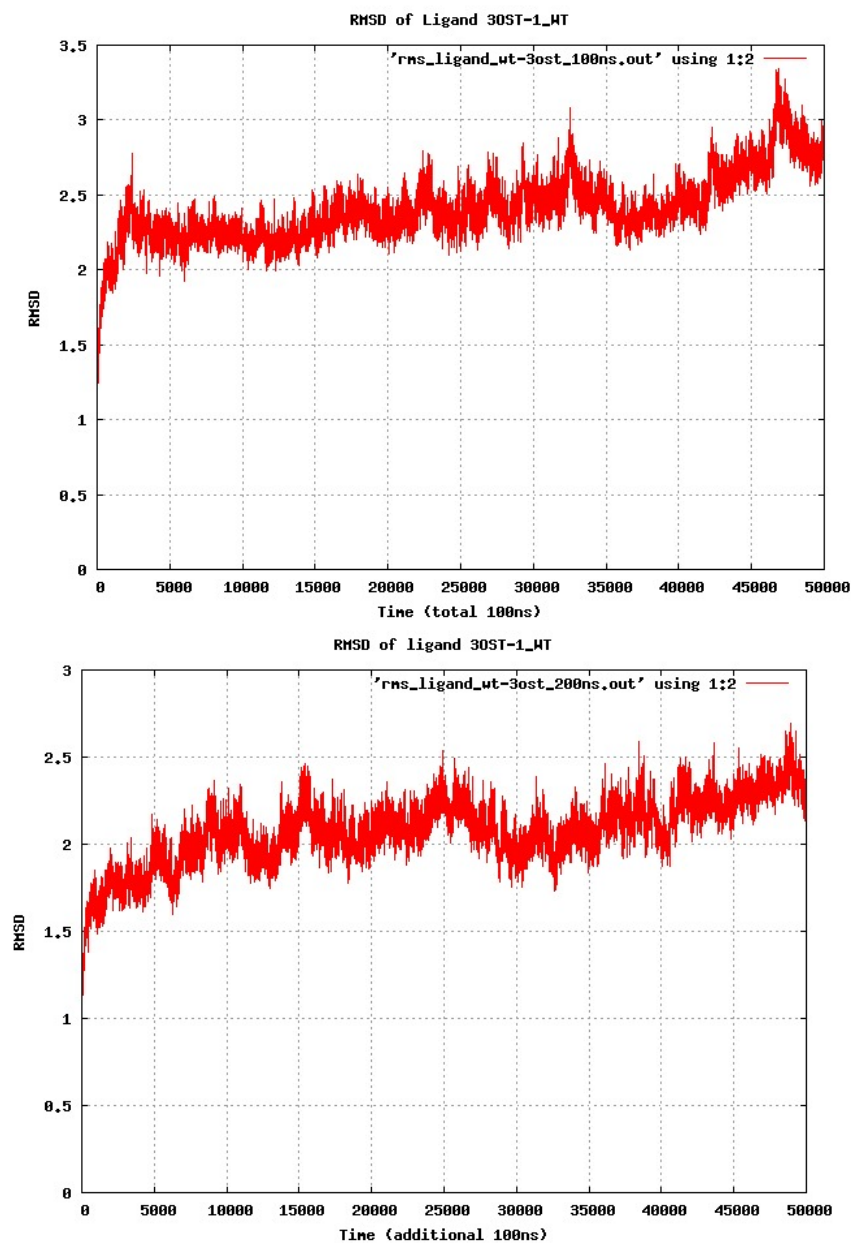 RMSD of Ligand 3OST-1_WT
'rms_ligand_wt-3ost_100ns.out' using 1:2
3.5
3
2.5
2
1.5
1
0.5
0
RMSD
0 5000 10000 15000 20000 25000 30000 35000 40000 45000 50000
Time (total 100ns)
RMSD of ligand 3OST-1_WT
'rms_ligand_wt-3ost_200ns.out' using 1:2
3
2.5
2
1.5
1
0.5
0
RMSD
0 5000 10000 15000 20000 25000 30000 35000 40000 45000 50000
Time (additional 100ns)